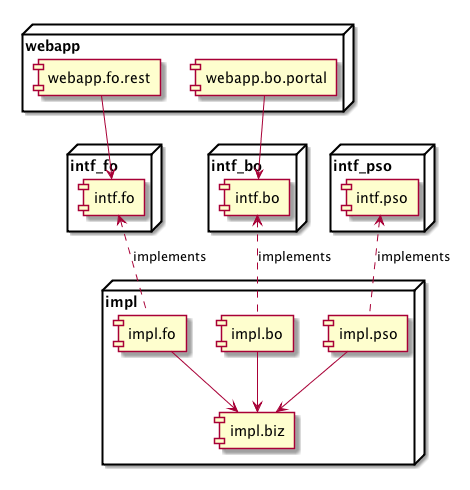 webapp
webapp.fo.rest
webapp.bo.portal
intf_fo
intf_bo
intf_pso
intf.fo
intf.bo
intf.pso
implements
implements
implements
impl
impl.fo
impl.bo
impl.pso
impl.biz